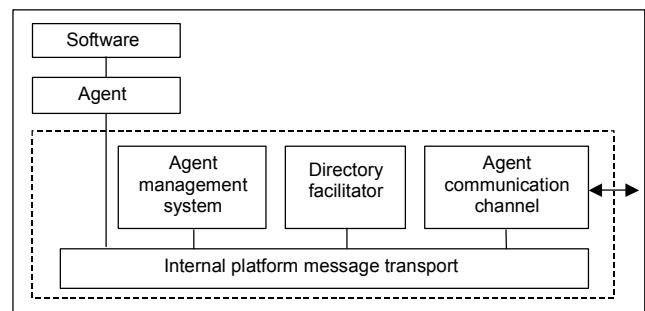 Software
Agent
Agent
management
system
Directory
facilitator
Agent
communication
channel
Internal platform message transport